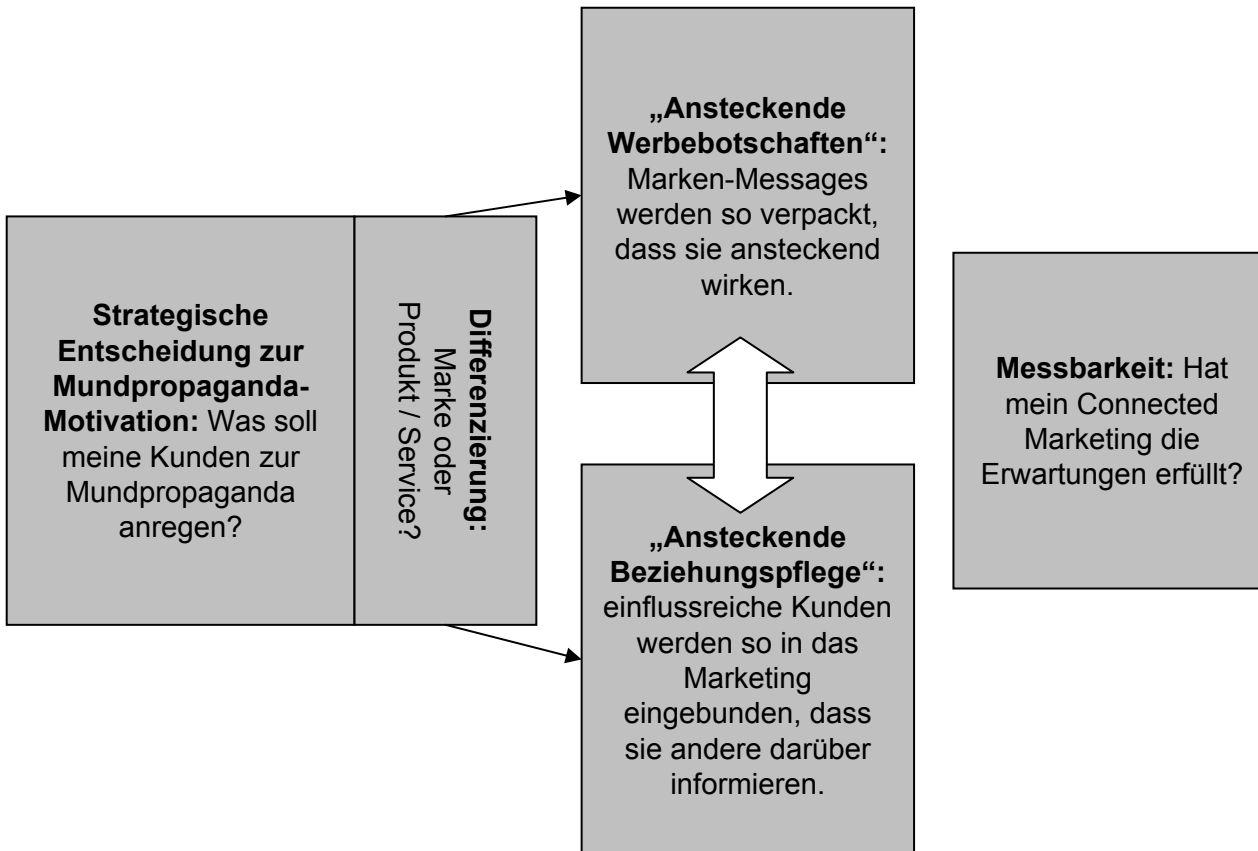 Strategische
Entscheidung zur
Mundpropaganda-
Motivation: Was soll
meine Kunden zur
Mundpropaganda
anregen?
Differenzierung:
Marke oder
Produkt / Service?
„Ansteckende
Werbebotschaften“:
Marken-Messages
werden so verpackt,
dass sie ansteckend
wirken.
„Ansteckende
Beziehungspflege“:
einflussreiche Kunden
werden so in das
Marketing
eingebunden, dass
sie andere darüber
informieren.
Messbarkeit: Hat
mein Connected
Marketing die
Erwartungen erfüllt?